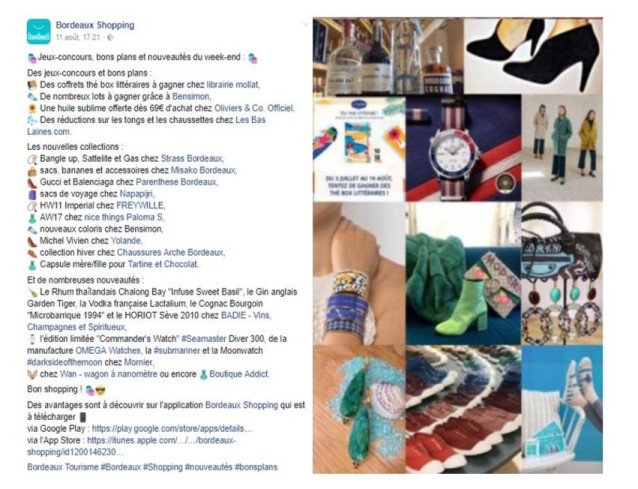 Bordeaux Shopping
11 août, 17:21
Jeux-concours, bons plans et nouveautés du week-end :
Des jeux-concours et bons plans :
Des coffrets thé box littéraires à gagner chez librairie mollat,
De nombreux lots à gagner grâce à Bensimon,
Une huile sublime offerte dès 69€ d'achat chez Oliviers & Co. Officiel,
Des réductions sur les tongs et les chaussettes chez Les Bas
Laines.com.
Les nouvelles collections :
Bangle up, Sattelite et Gas chez Strass Bordeaux,
sacs, bananes et accessoires chez Misako Bordeaux,
Gucci et Balenciaga chez Parenthese Bordeaux,
sacs de voyage chez Napapijri,
HW11 Imperial chez FREYWILLE,
AW17 chez nice things Paloma S,
nouveaux coloris chez Bensimon,
Michel Vivien chez Yolande,
collection hiver chez Chaussures Arche Bordeaux,
Capsule mère/fille pour Tartine et Chocolat.
Et de nombreuses nouveautés :
Le Rhum thaîlandais Chalong Bay "Infuse Sweet Basil", le Gin anglais
Garden Tiger, la Vodka française Lactalium, le Cognac Bourgoin
"Microbarrique 1994" et le HORIOT Sève 2010 chez BADIE - Vins,
Champagnes et Spiritueux,
l'édition limitée "Commander's Watch" #Seamaster Diver 300, de la
manufacture OMEGA Watches, la #submariner et la Moonwatch
#darksideofthemoon chez Mornier,
chez Wan - wagon à nanomètre ou encore Boutique Addict.
Bon shopping !
Des avantages sont à découvrir sur l'application Bordeaux Shopping qui est
à télécharger
via Google Play : https://play.google.com/store/apps/details...
via l'App Store : https://itunes.apple.com/.../.../bordeaux-
shopping/id1200146230...
Bordeaux Tourisme #Bordeaux #Shopping #nouveautés #bonsplans
BOURGOIN
COGNAC
DU 3 JUILLET AU 19 AOÛT,
TENTEZ DE GAGNER DES
THÉ BOX LITTÉRAIRES !